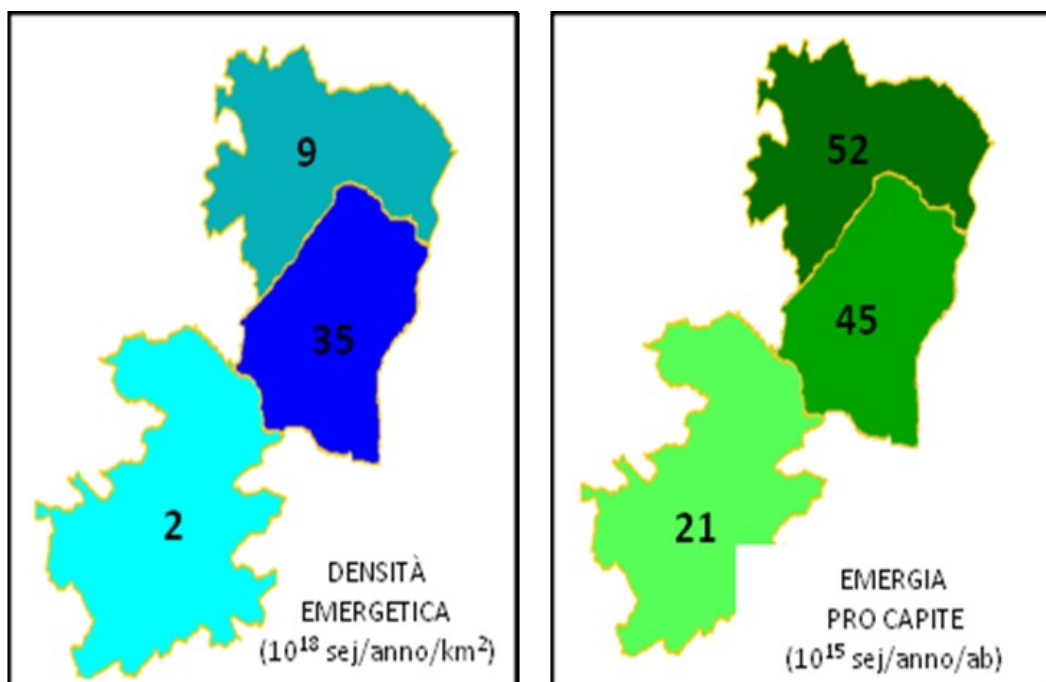 9
35
2
DENSITÀ
EMERGETICA
(10¹⁸ sej/anno/km²)
52
45
21
EMERGIA
PRO CAPITE
(10¹⁵ sej/anno/ab)